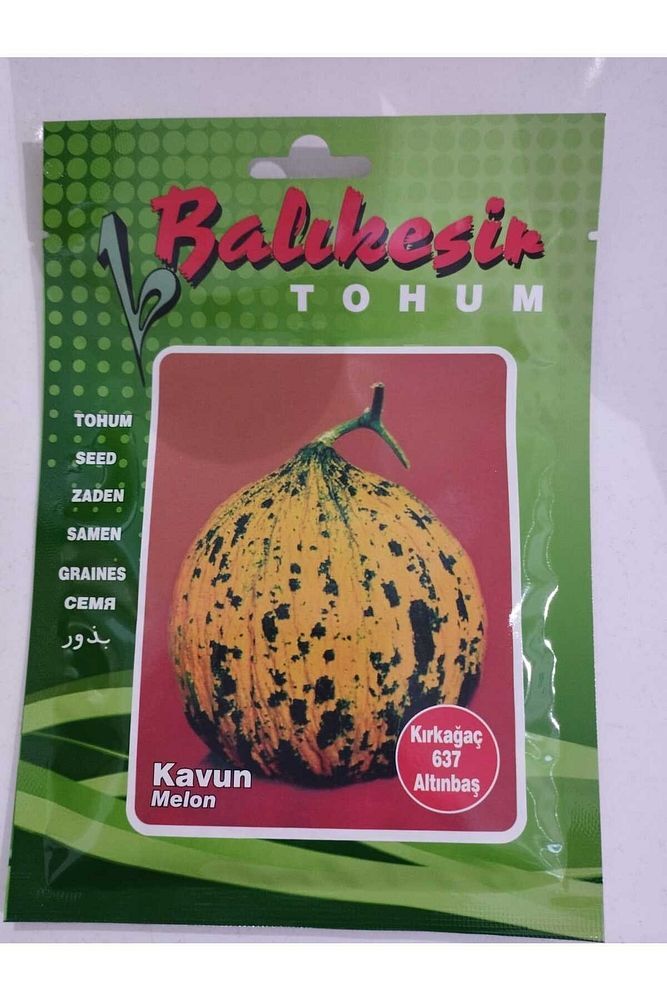 Balıkesir
TOHUM
TOHUM
SEED
ZADEN
SAMEN
GRAINES
СЕМЯ
بذور
Kırkağaç
637
Altınbaş
Kavun
Melon